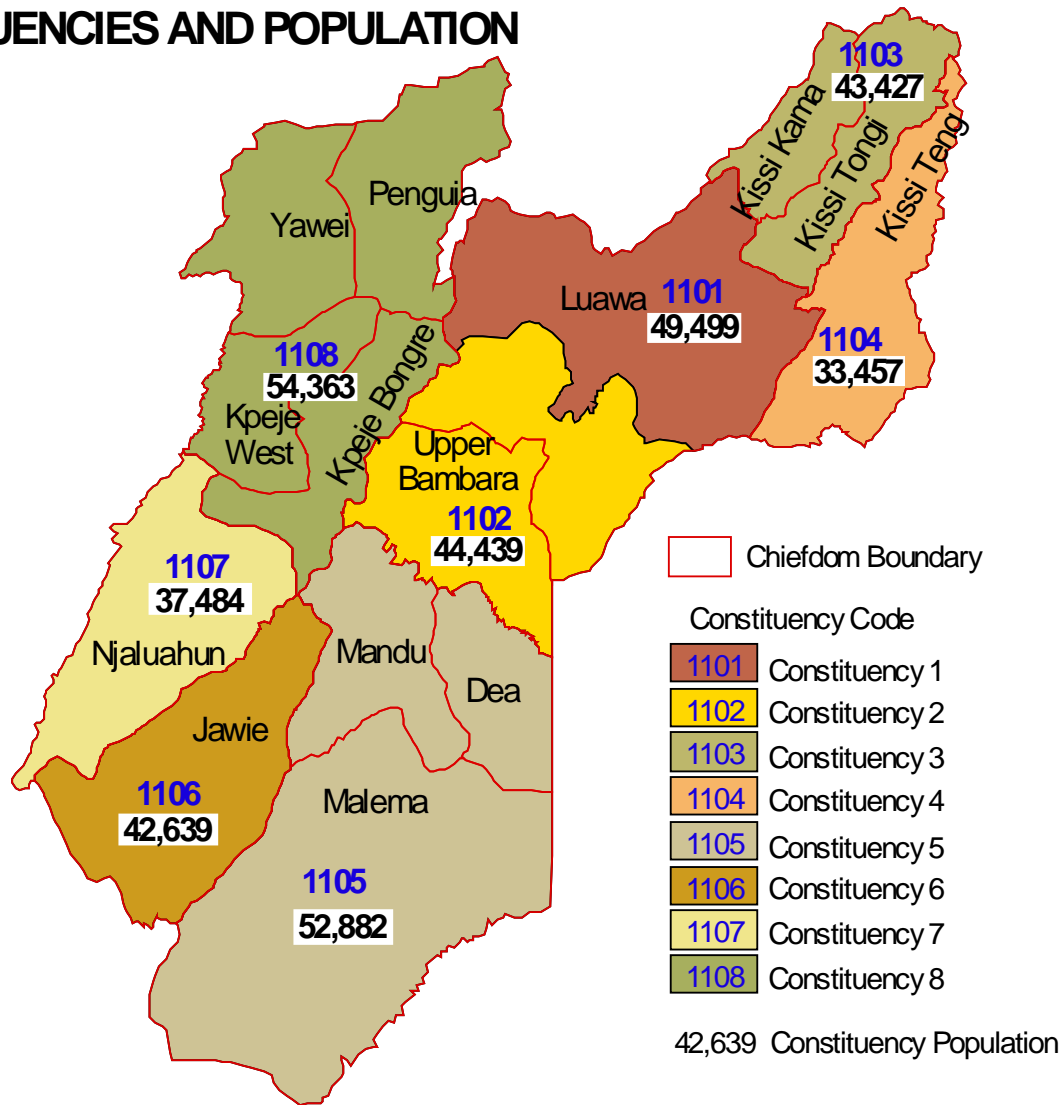 UENCIES AND POPULATION
1103
43,427
Kissi Kama
Kissi Tongi
Kissi Teng
Penguia
Yawei
Luawa 1101
49,499
1104
33,457
1108
54,363
Kpeje
West
Kpeje Bongre
Upper
Bambara
1102
44,439
1107
37,484
Njaluahun
Mandu
Dea
Jawie
1106
42,639
Malema
1105
52,882
Chiefdom Boundary
Constituency Code
1101 Constituency 1
1102 Constituency 2
1103 Constituency 3
1104 Constituency 4
1105 Constituency 5
1106 Constituency 6
1107 Constituency 7
1108 Constituency 8
42,639 Constituency Population